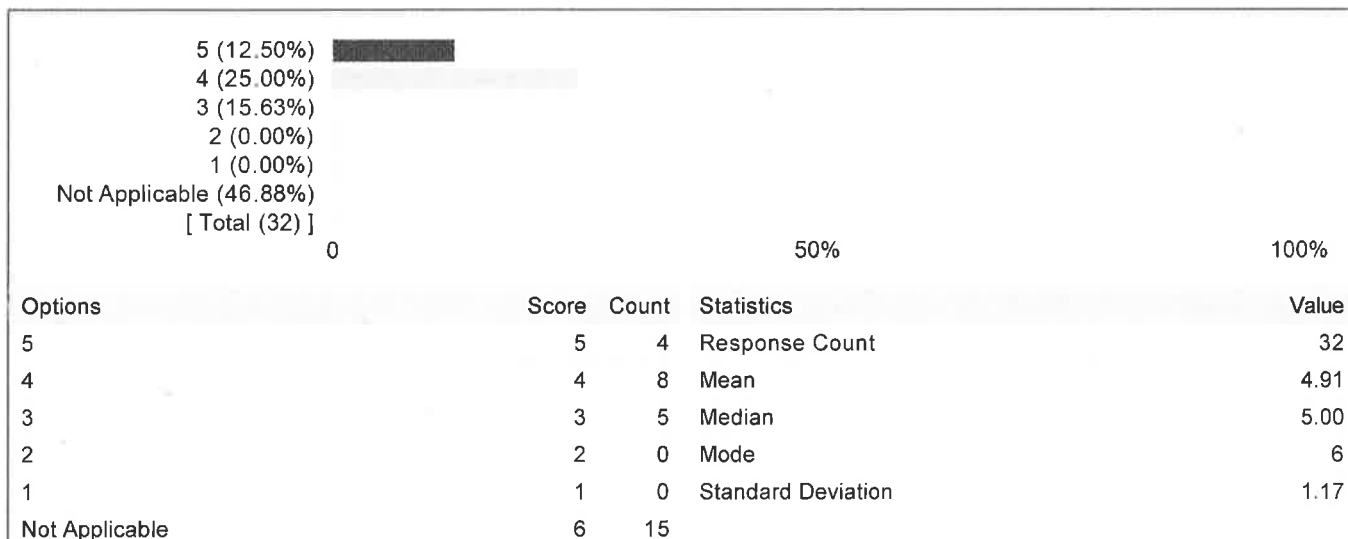 5 (12.50%)
4 (25.00%)
3 (15.63%)
2 (0.00%)
1 (0.00%)
Not Applicable (46.88%)
[ Total (32) ]
0 50% 100%
Options Score Count Statistics Value
5 5 4 Response Count 32
4 4 8 Mean 4.91
3 3 5 Median 5.00
2 2 0 Mode 6
1 1 0 Standard Deviation 1.17
Not Applicable 6 15